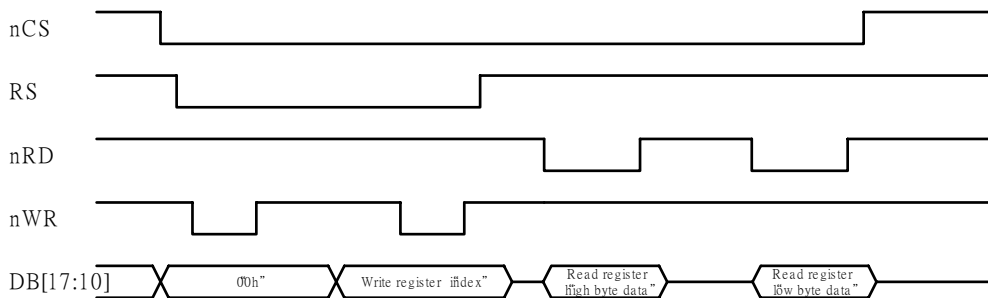 nCS
RS
nRD
nWR
DB[17:10]
"00h"
Write register "index"
Read register
"high byte data"
Read register
"low byte data"